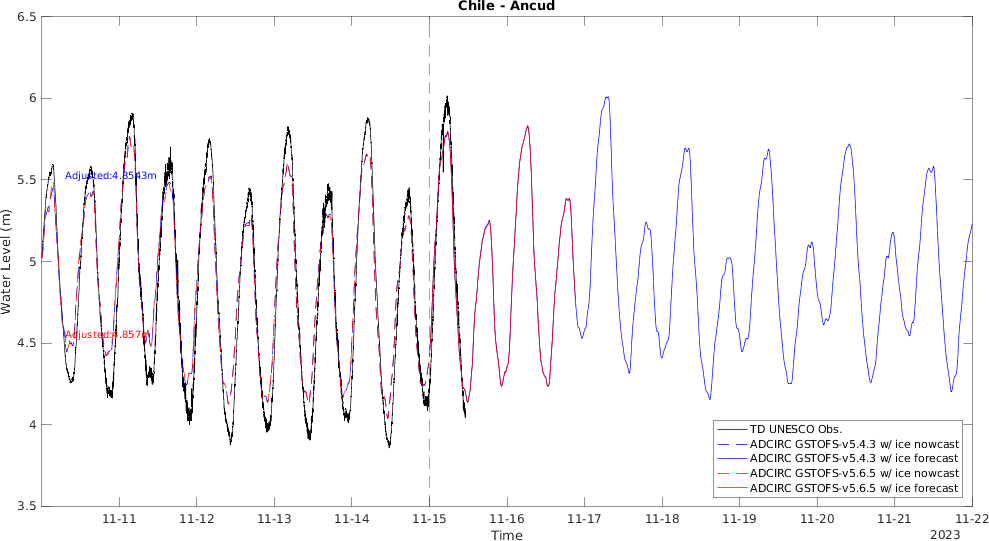 Chile - Ancud
6.5
6
5.5
5
4.5
4
3.5
Water Level (m)
Adjusted:4.8543m
Adjusted:4.857m
TD UNESCO Obs.
ADCIRC GSTOFS-v5.4.3 w/ ice nowcast
ADCIRC GSTOFS-v5.4.3 w/ ice forecast
ADCIRC GSTOFS-v5.6.5 w/ ice nowcast
ADCIRC GSTOFS-v5.6.5 w/ ice forecast
11-11 11-12 11-13 11-14 11-15 11-16 11-17 11-18 11-19 11-20 11-21 11-22
Time
2023